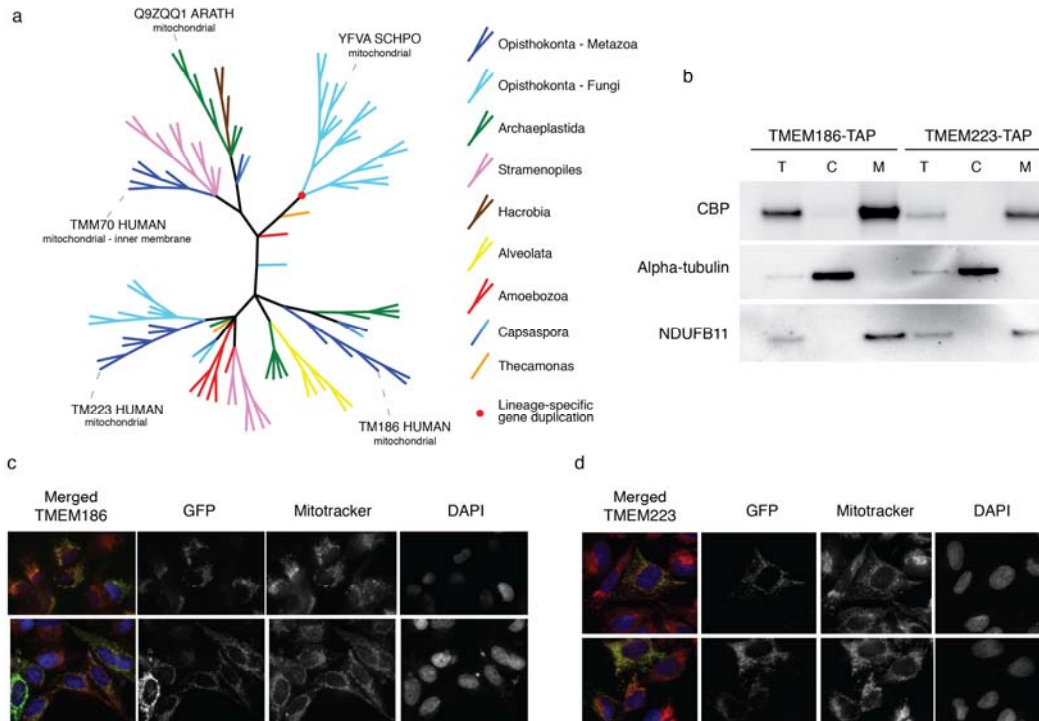 a
Q9ZQQ1 ARATH
mitochondrial
YFVA SCHPO
mitochondrial
TMM70 HUMAN
mitochondrial - inner membrane
TM223 HUMAN
mitochondrial
TM186 HUMAN
mitochondrial
Opisthokonta - Metazoa
Opisthokonta - Fungi
Archaeplastida
Stramenopiles
Hacrobia
Alveolata
Amoebozoa
Capsaspora
Thecamonas
Lineage-specific
gene duplication
b
TMEM186-TAP TMEM223-TAP
T C M T C M
CBP
Alpha-tubulin
NDUFB11
c
Merged
TMEM186 GFP Mitotracker DAPI
d
Merged
TMEM223 GFP Mitotracker DAPI